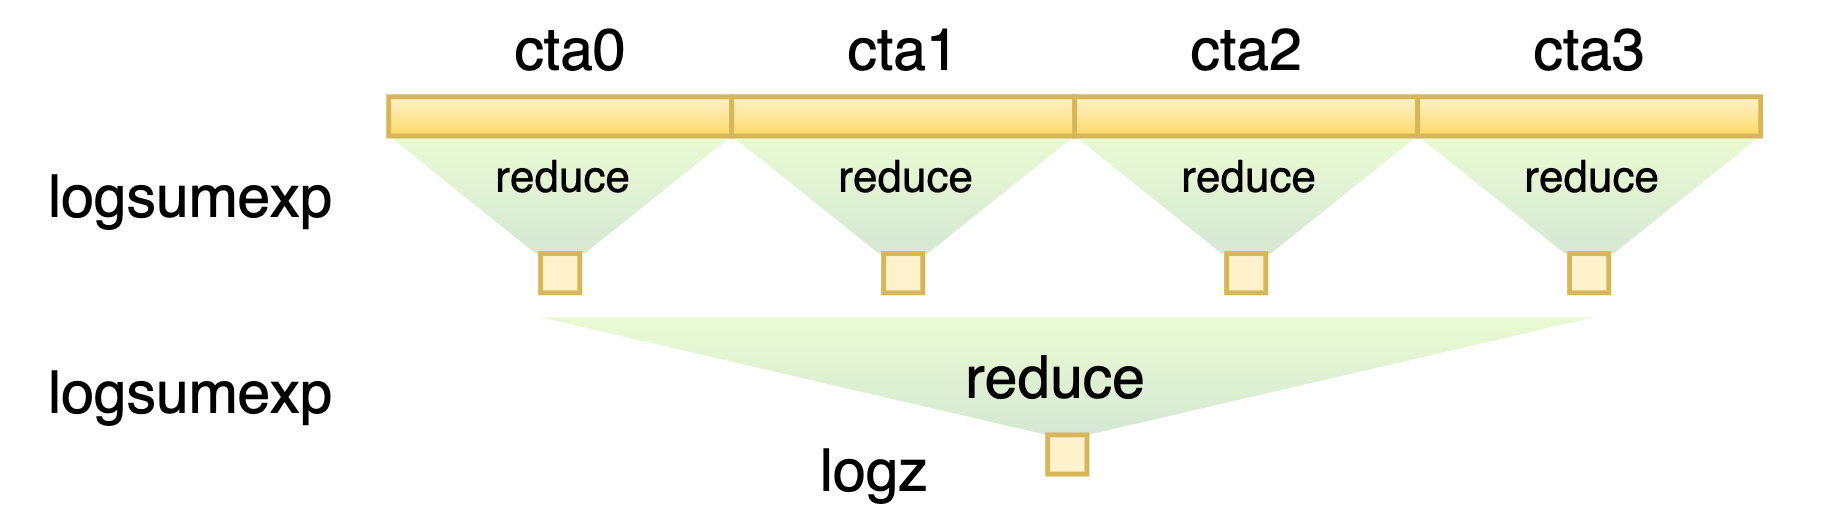 cta0 cta1 cta2 cta3
reduce reduce reduce reduce
logsumexp
reduce
logsumexp
logz